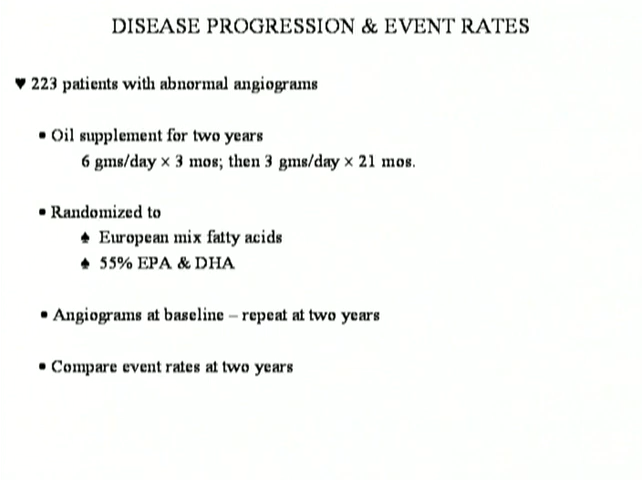 DISEASE PROGRESSION & EVENT RATES
♥ 223 patients with abnormal angiograms
• Oil supplement for two years
6 gms/day × 3 mos; then 3 gms/day × 21 mos.
• Randomized to
♠ European mix fatty acids
♠ 55% EPA & DHA
• Angiograms at baseline – repeat at two years
• Compare event rates at two years